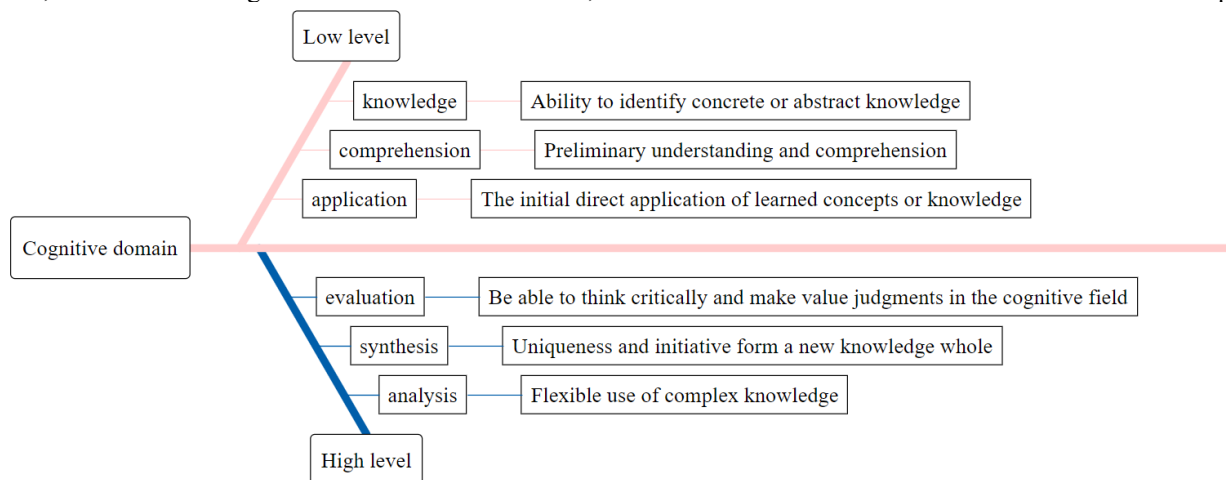 Low level
knowledge
Ability to identify concrete or abstract knowledge
comprehension
Preliminary understanding and comprehension
application
The initial direct application of learned concepts or knowledge
Cognitive domain
evaluation
Be able to think critically and make value judgments in the cognitive field
synthesis
Uniqueness and initiative form a new knowledge whole
analysis
Flexible use of complex knowledge
High level